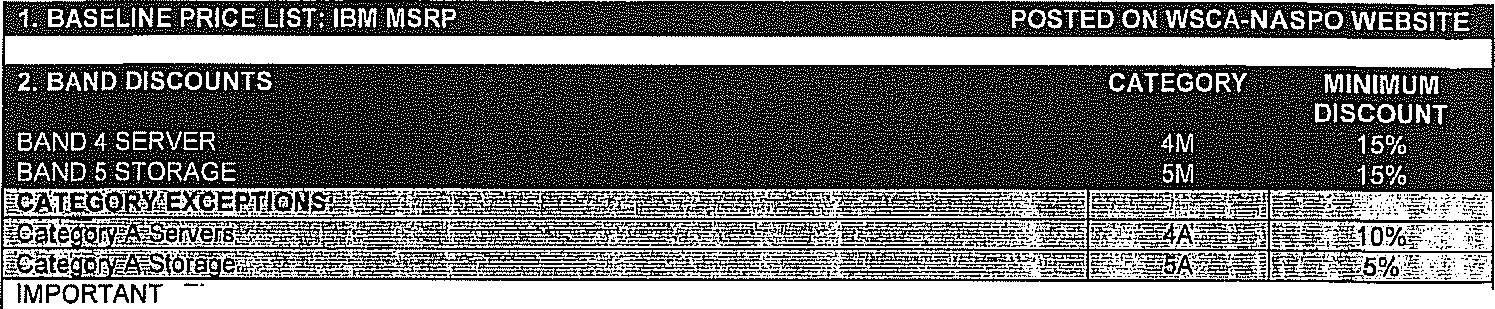 1. BASELINE PRICE LIST: IBM MSRP POSTED ON WSCA-NASPO WEBSITE
2. BAND DISCOUNTS CATEGORY MINIMUM
DISCOUNT
BAND 4 SERVER 4M 15%
BAND 5 STORAGE 5M 15%
CATEGORY EXCEPTIONS:
Category A Servers 4A 10%
Category A Storage 5A 5%
IMPORTANT